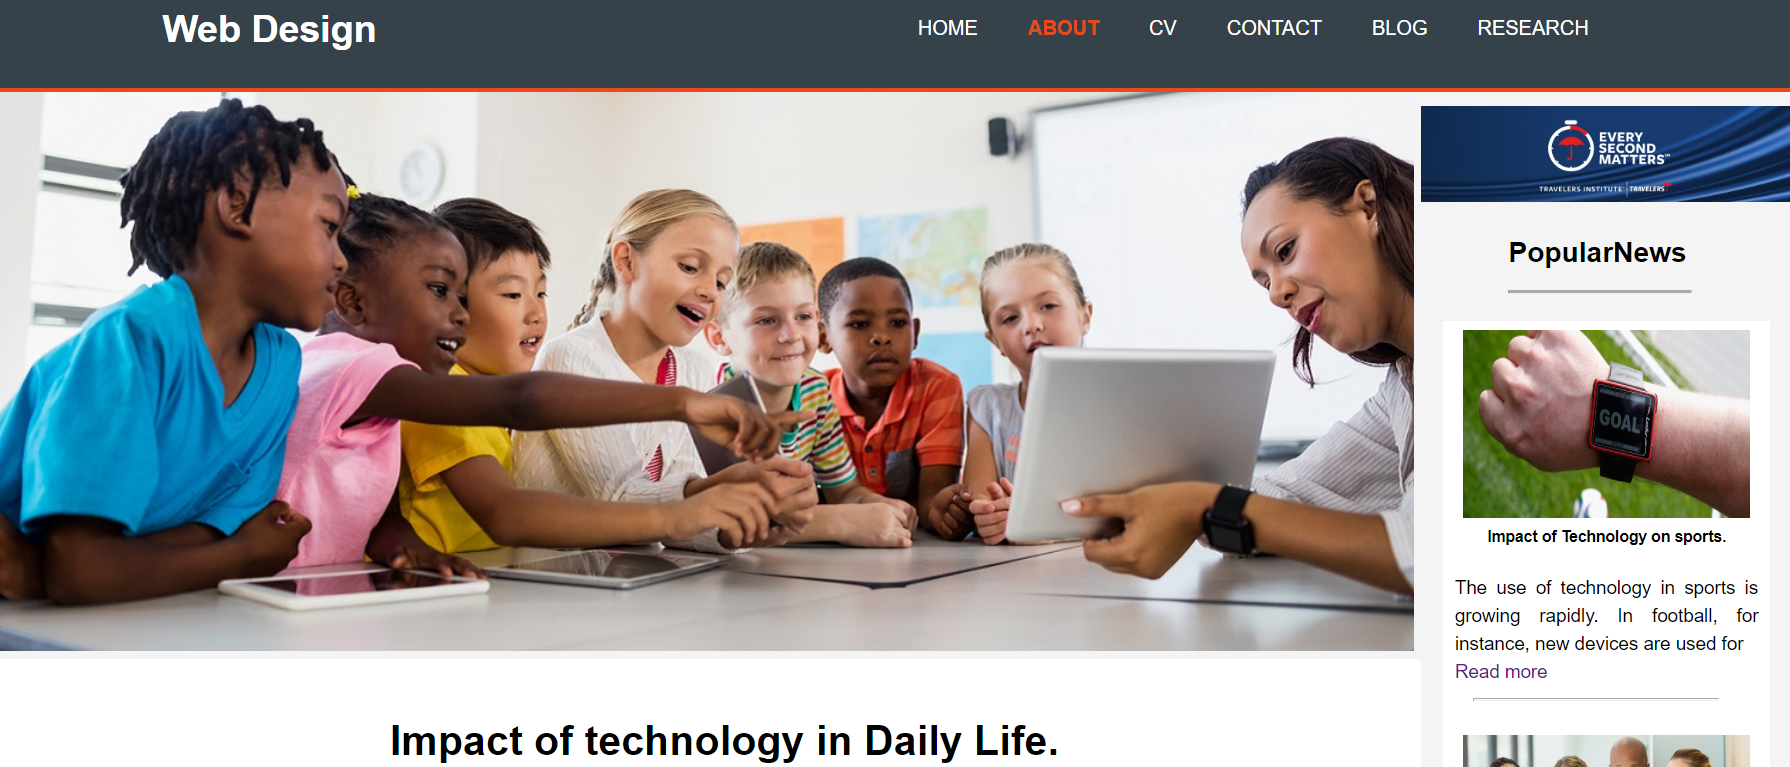 Web Design
HOME ABOUT CV CONTACT BLOG RESEARCH
EVERY
SECOND
MATTERS
TRAVELERS INSTITUTE TRAVELERS
PopularNews
GOAL
Impact of Technology on sports.
The use of technology in sports is
growing rapidly. In football, for
instance, new devices are used for
Read more
Impact of technology in Daily Life.